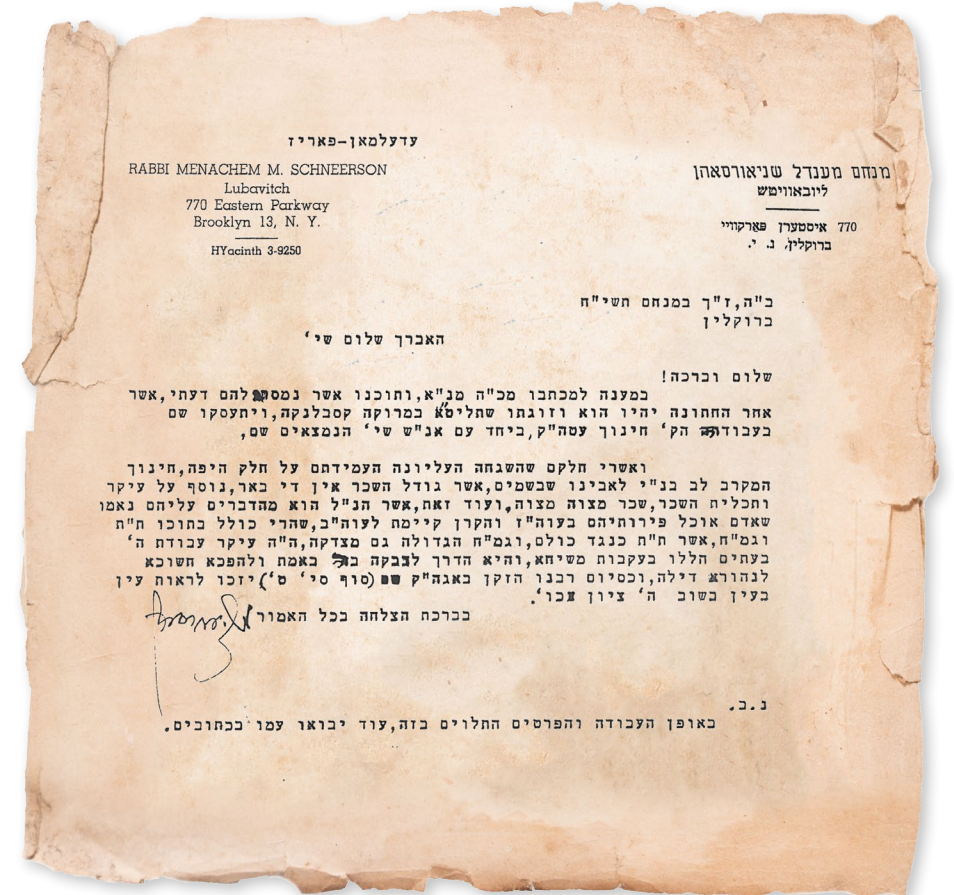 עדעלמאן-פאריז
RABBI MENACHEM M. SCHNEERSON
Lubavitch
770 Eastern Parkway
Brooklyn 13, N. Y.
HYacinth 3-9250
מנחם מענדל שניאורסאהן
ליובאוויטש
770 איסטערן פארקוויי
ברוקלין, נ. י.
ב"ה, ז"ך במנחם תשי"ח
ברוקלין
האברך שלום שי'
שלום וברכה!
במענה למכתבו מכ"ה מנ"א, ותוכנו אשר להם דעתי, אשר
אחר החתונה יהיו הוא וזוגתו שתליט"א במרוקה קסבלנקה, ויתעסקו שם
הק' חינוך עטה"ק, ביחד עם אנ"ש שי' הנמצאים שם,
ואשרי חלקם שהשגחה העליונה העמידתם על חלק היפה, חינוך
המקרב לב בנ"י לאבינו שבשמים, אשר גודל השכר אין די באר, נוסף על עיקר
ותכלית השכר, שכר מצוה מצוה, ועוד זאת, אשר הנ"ל הוא מהדברים עליהם נאמו
שאדם אוכל פירותיהם בעוה"ז והקרן קיימת לעוה"ב, שהרי כולל בתוכו ת"ת
וגמ"ח, אשר ת"ת כנגד כולם, וגמ"ח הגדולה גם מצדקה, ה"ה עיקר עבודת ה'
בעתים הללו בעקבות משיחא, והיא הדרך לדבקה באמת ולהפכא חשוכא
לנהורא דילה, וכסיום רבנו הזקן באגה"ק שם (סוף סי' ט') יזכו לראות עין
בעין בשוב ה' ציון אכו'.
בברכת הצלחה בכל האמור
נ.ב.
באופן העבודה והפרטים התלוים בזה, עוד יבואו עמו בכתובים.